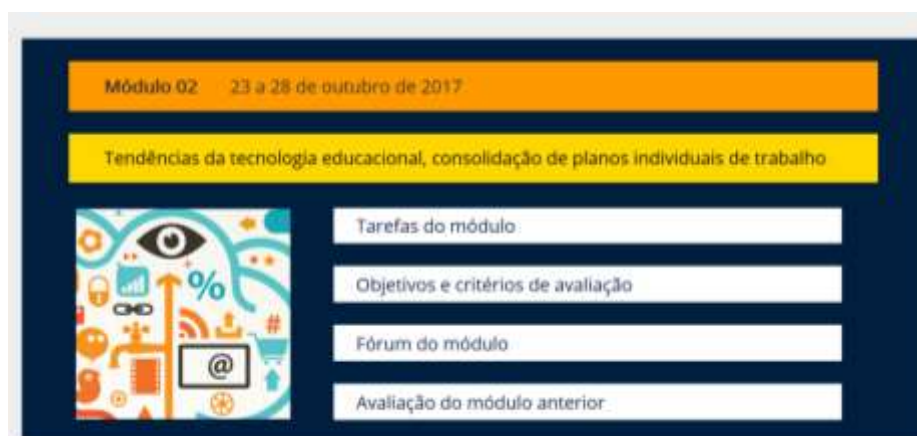 Módulo 02 23 a 28 de outubro de 2017
Tendências da tecnologia educacional, consolidação de planos individuais de trabalho
Tarefas do módulo
Objetivos e critérios de avaliação
Fórum do módulo
Avaliação do módulo anterior
%
#
@